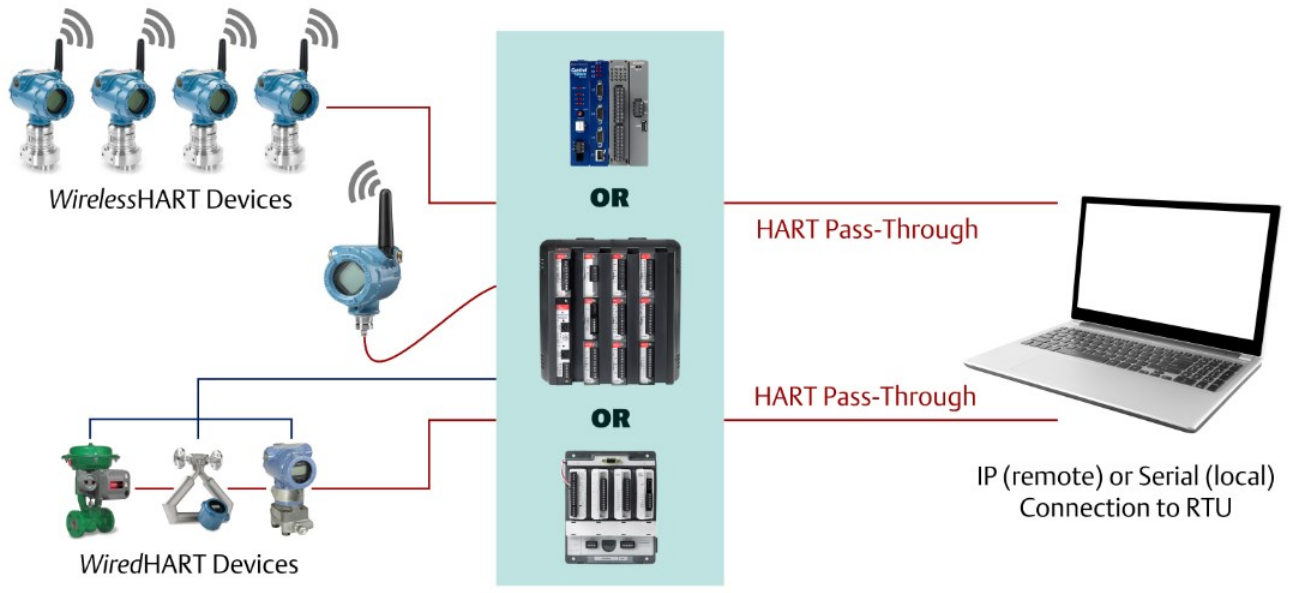 WirelessHART Devices
OR
HART Pass-Through
HART Pass-Through
OR
IP (remote) or Serial (local)
Connection to RTU
WiredHART Devices